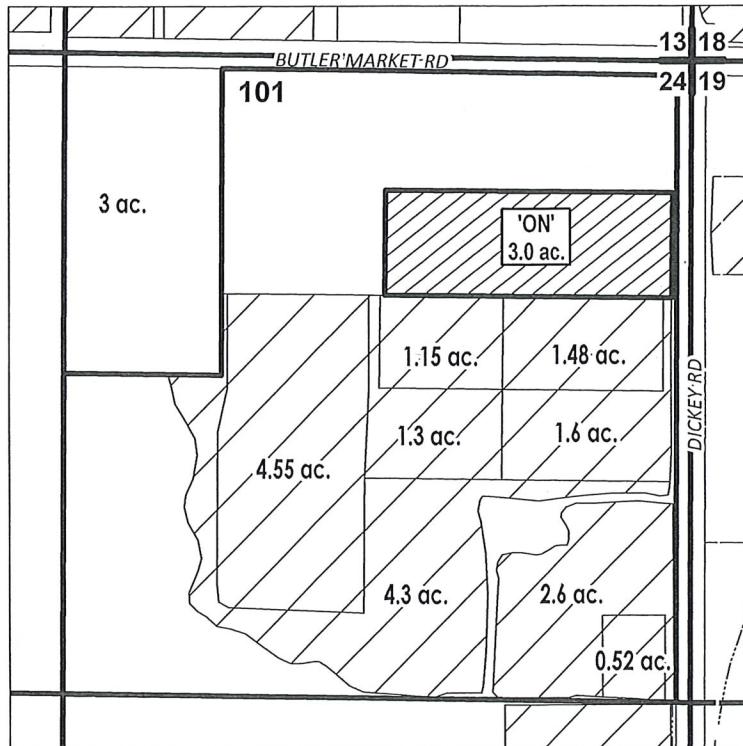 13 18
BUTLER MARKET RD
24 19
101
3 ac.
'ON'
3.0 ac.
1.15 ac.
1.48 ac.
DICKEY RD
1.3 ac.
1.6 ac.
4.55 ac.
4.3 ac.
2.6 ac.
0.52 ac.